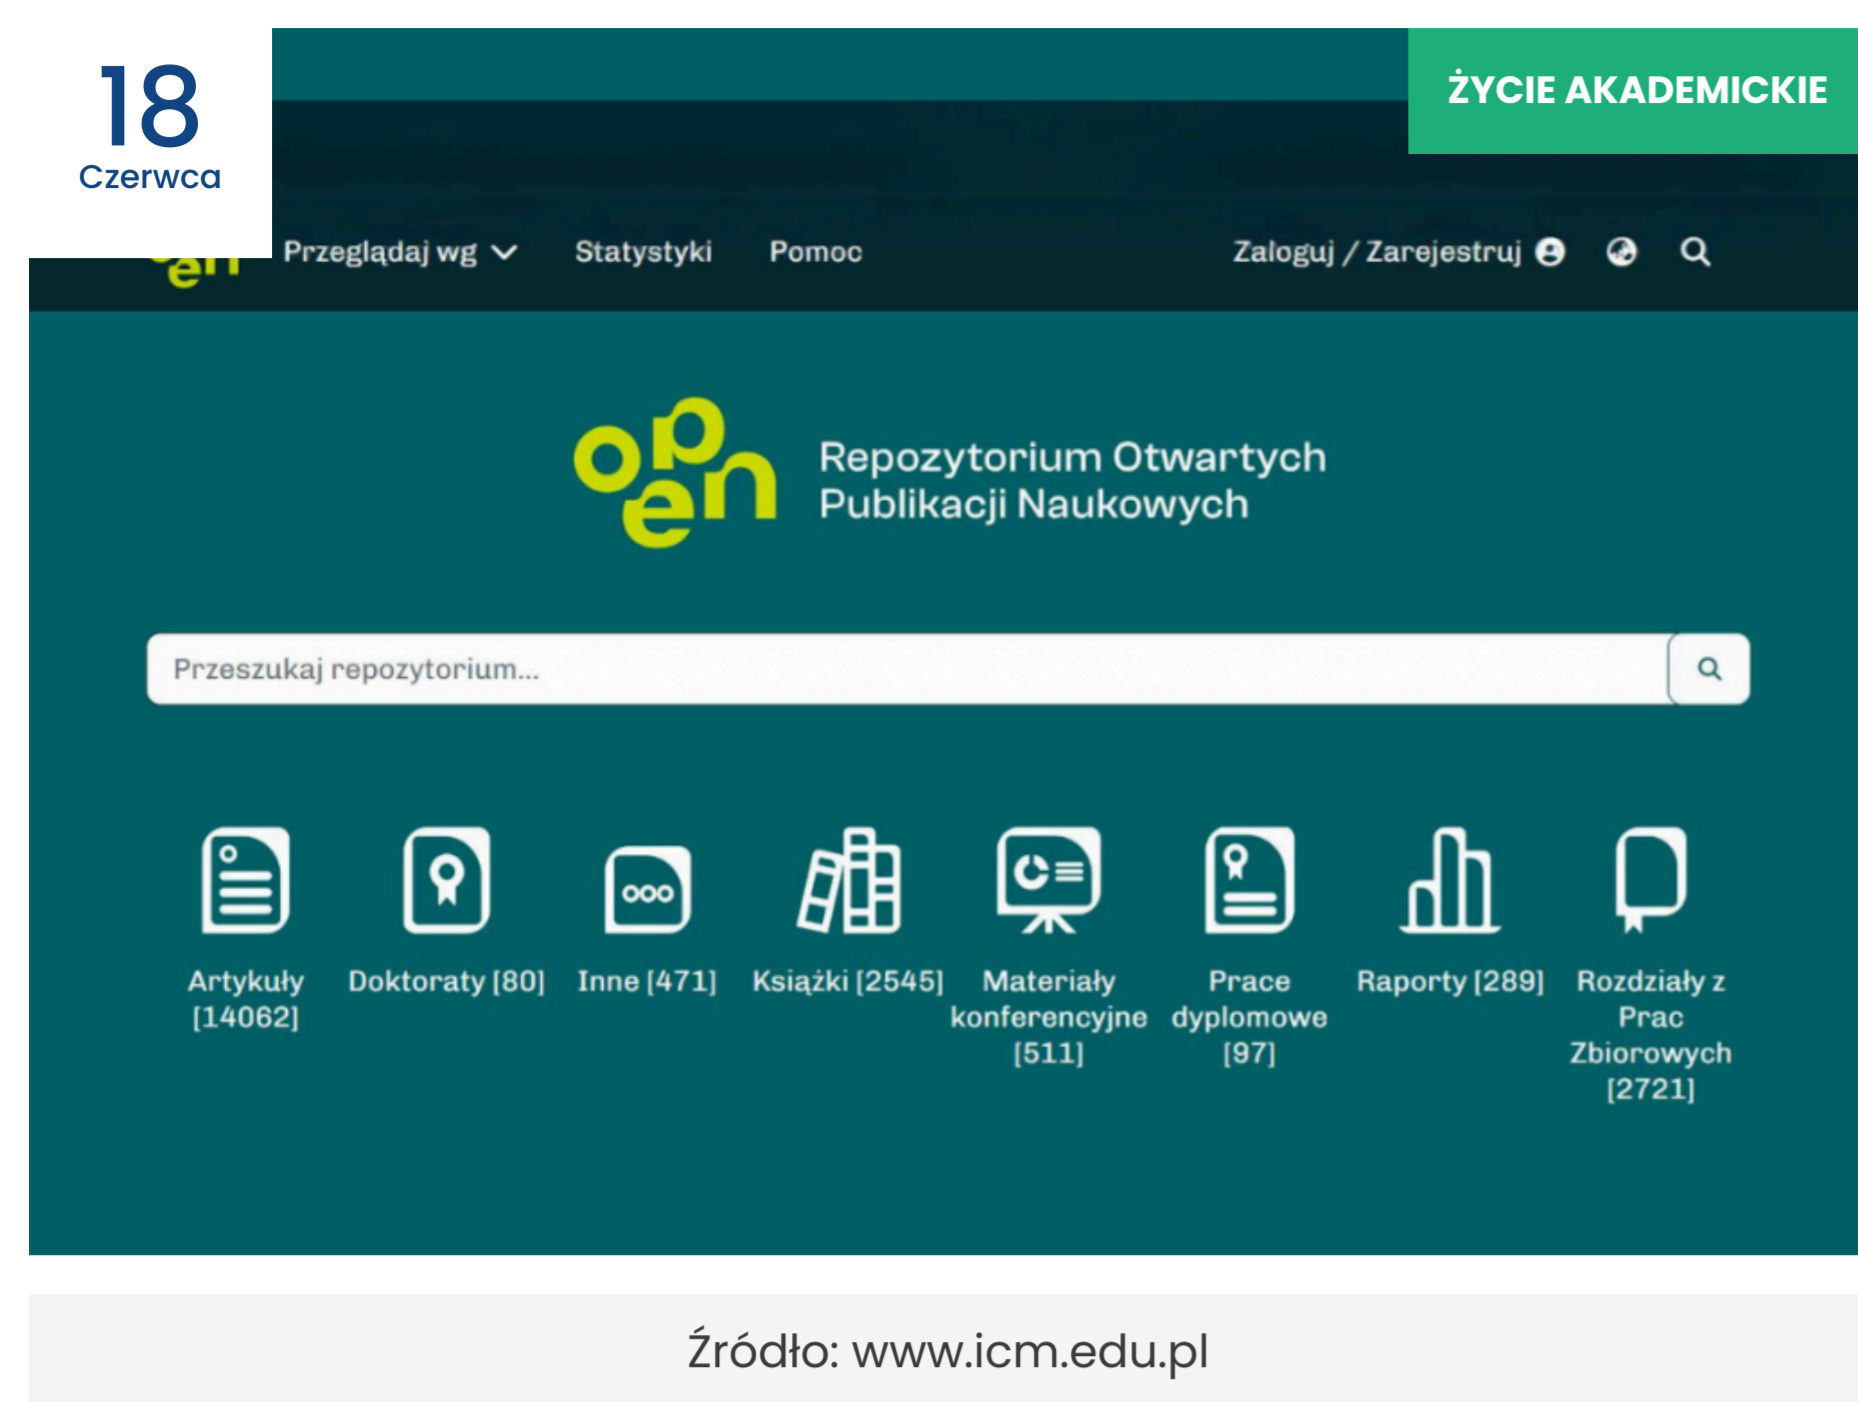 18
Czerwca
ŻYCIE AKADEMICKIE
Przeglądaj wg
Statystyki
Pomoc
Zaloguj / Zarejestruj
open
Repozytorium Otwartych
Publikacji Naukowych
Przeszukaj repozytorium...
Artykuły
[14062]
Doktoraty [80]
Inne [471]
Książki [2545]
Materiały
konferencyjne
[511]
Prace
dyplomowe
[97]
Raporty [289]
Rozdziały z
Prac
Zbiorowych
[2721]
Źródło: www.icm.edu.pl